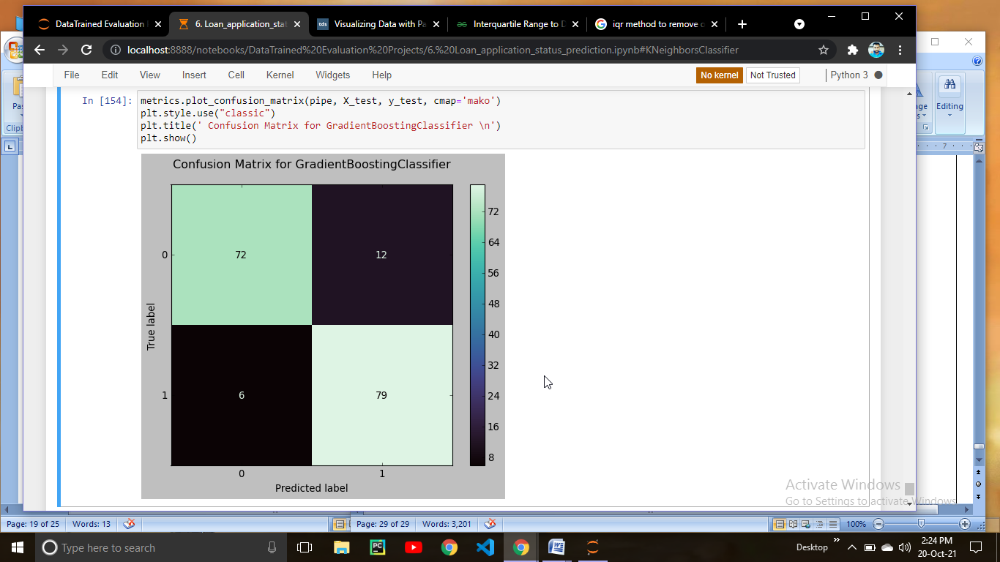 DataTrained Evaluation
6. Loan_application_stat
tds Visualizing Data with Pa
Interquartile Range to D
iqr method to remove o
localhost:8888/notebooks/DataTrained%20Evaluation%20Projects/6.%20Loan_application_status_prediction.ipynb#KNeighborsClassifier
File Edit View Insert Cell Kernel Widgets Help
No kernel Not Trusted Python 3
In [154]: metrics.plot_confusion_matrix(pipe, X_test, y_test, cmap='mako')
plt.style.use("classic")
plt.title(' Confusion Matrix for GradientBoostingClassifier \n')
plt.show()
Confusion Matrix for GradientBoostingClassifier
72
12
6
79
0
1
True label
0 1
Predicted label
72
64
56
48
40
32
24
16
8
Pas
Clipb
Editing
7
Activate Windows
Go to Settings to activate Windows.
Page: 19 of 25 Words: 13
Page: 29 of 29 Words: 3,201
100%
Type here to search
Desktop
2:24 PM
20-Oct-21